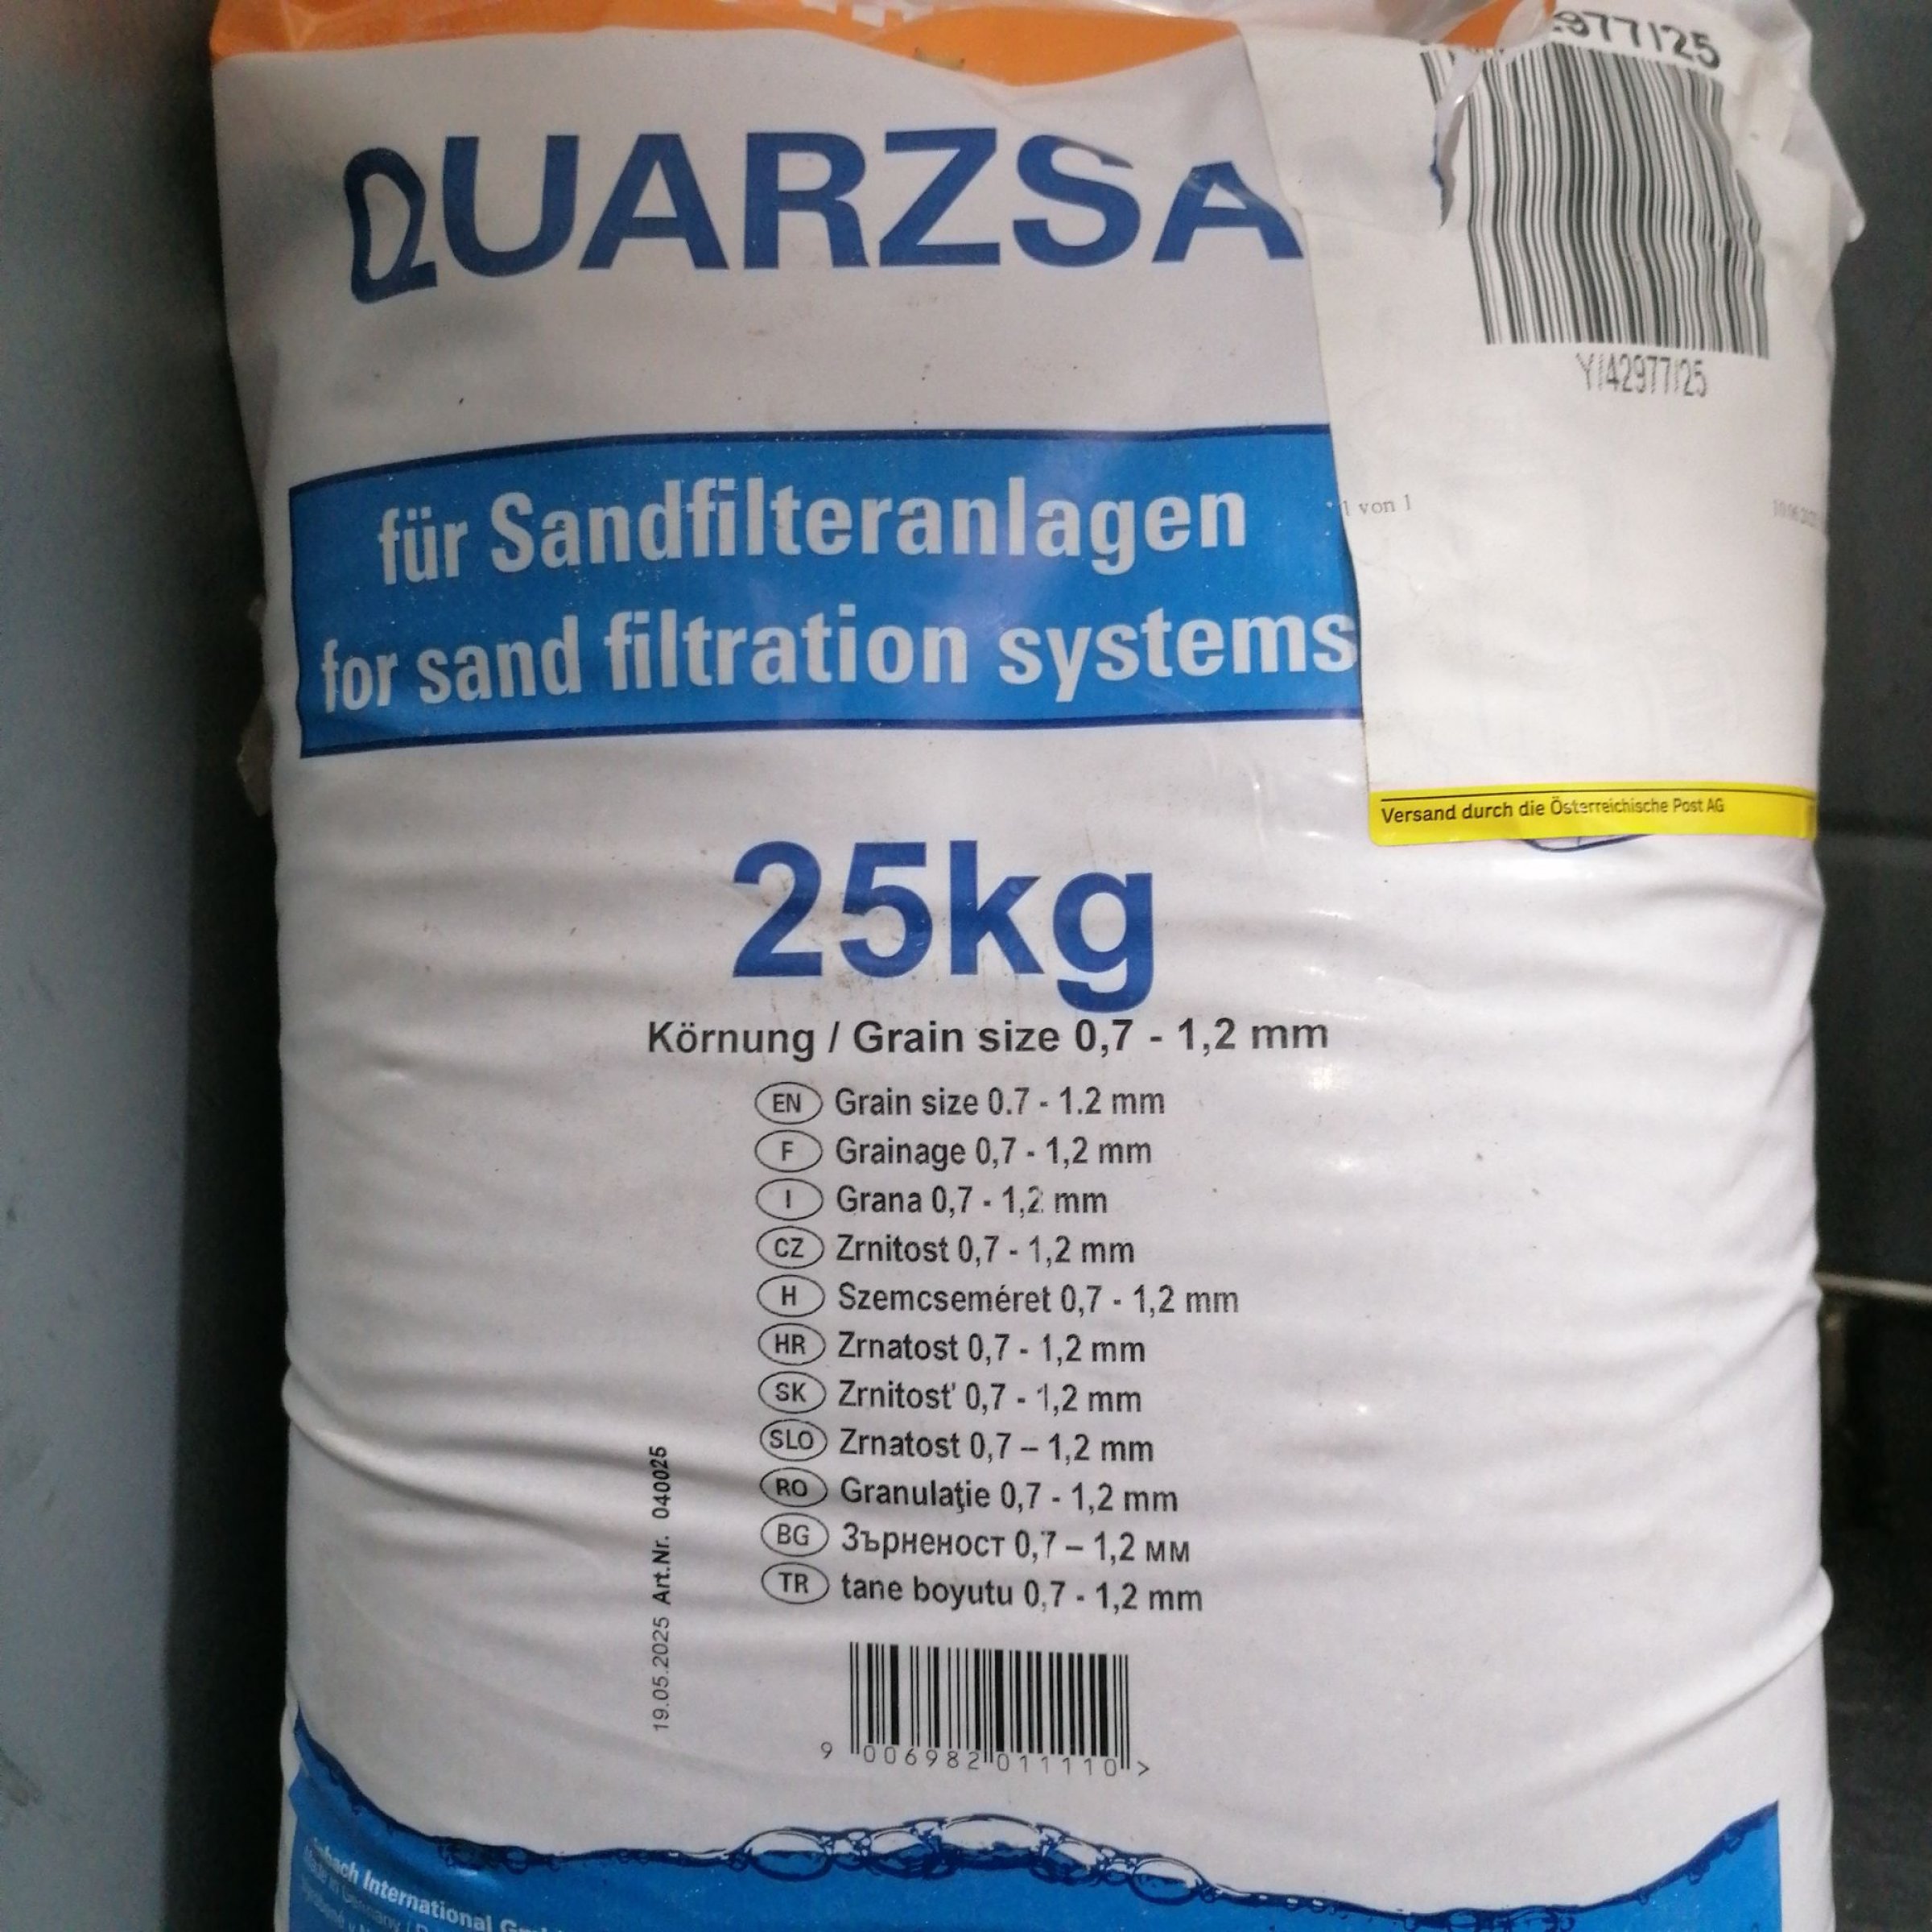 QUARZSA
für Sandfilteranlagen
for sand filtration systems
25kg
Körnung / Grain size 0,7 - 1,2 mm
EN Grain size 0.7 - 1.2 mm
F Grainage 0,7 - 1,2 mm
I Grana 0,7 - 1,2 mm
CZ Zrnitost 0,7 - 1,2 mm
H Szemcseméret 0,7 - 1,2 mm
HR Zrnatost 0,7 - 1,2 mm
SK Zrnitosť 0,7 - 1,2 mm
SLO Zrnatost 0,7 – 1,2 mm
RO Granulaţie 0,7 - 1,2 mm
BG Зърненост 0,7 – 1,2 мм
TR tane boyutu 0,7 - 1,2 mm
19.05.2025 Art.Nr. 040025
9 006982 011110 >
International
2977/25
Y/42977/25
1 von 1
Versand durch die Österreichische Post AG